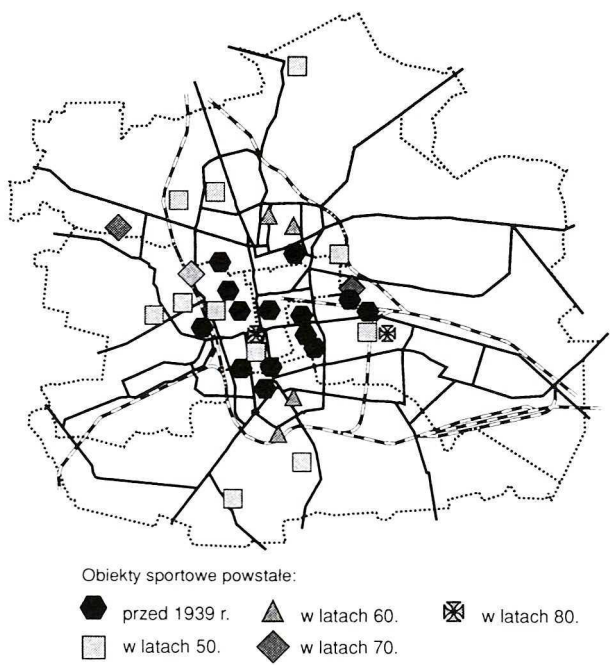 Obiekty sportowe powstałe:
przed 1939 r.
w latach 60.
w latach 80.
w latach 50.
w latach 70.